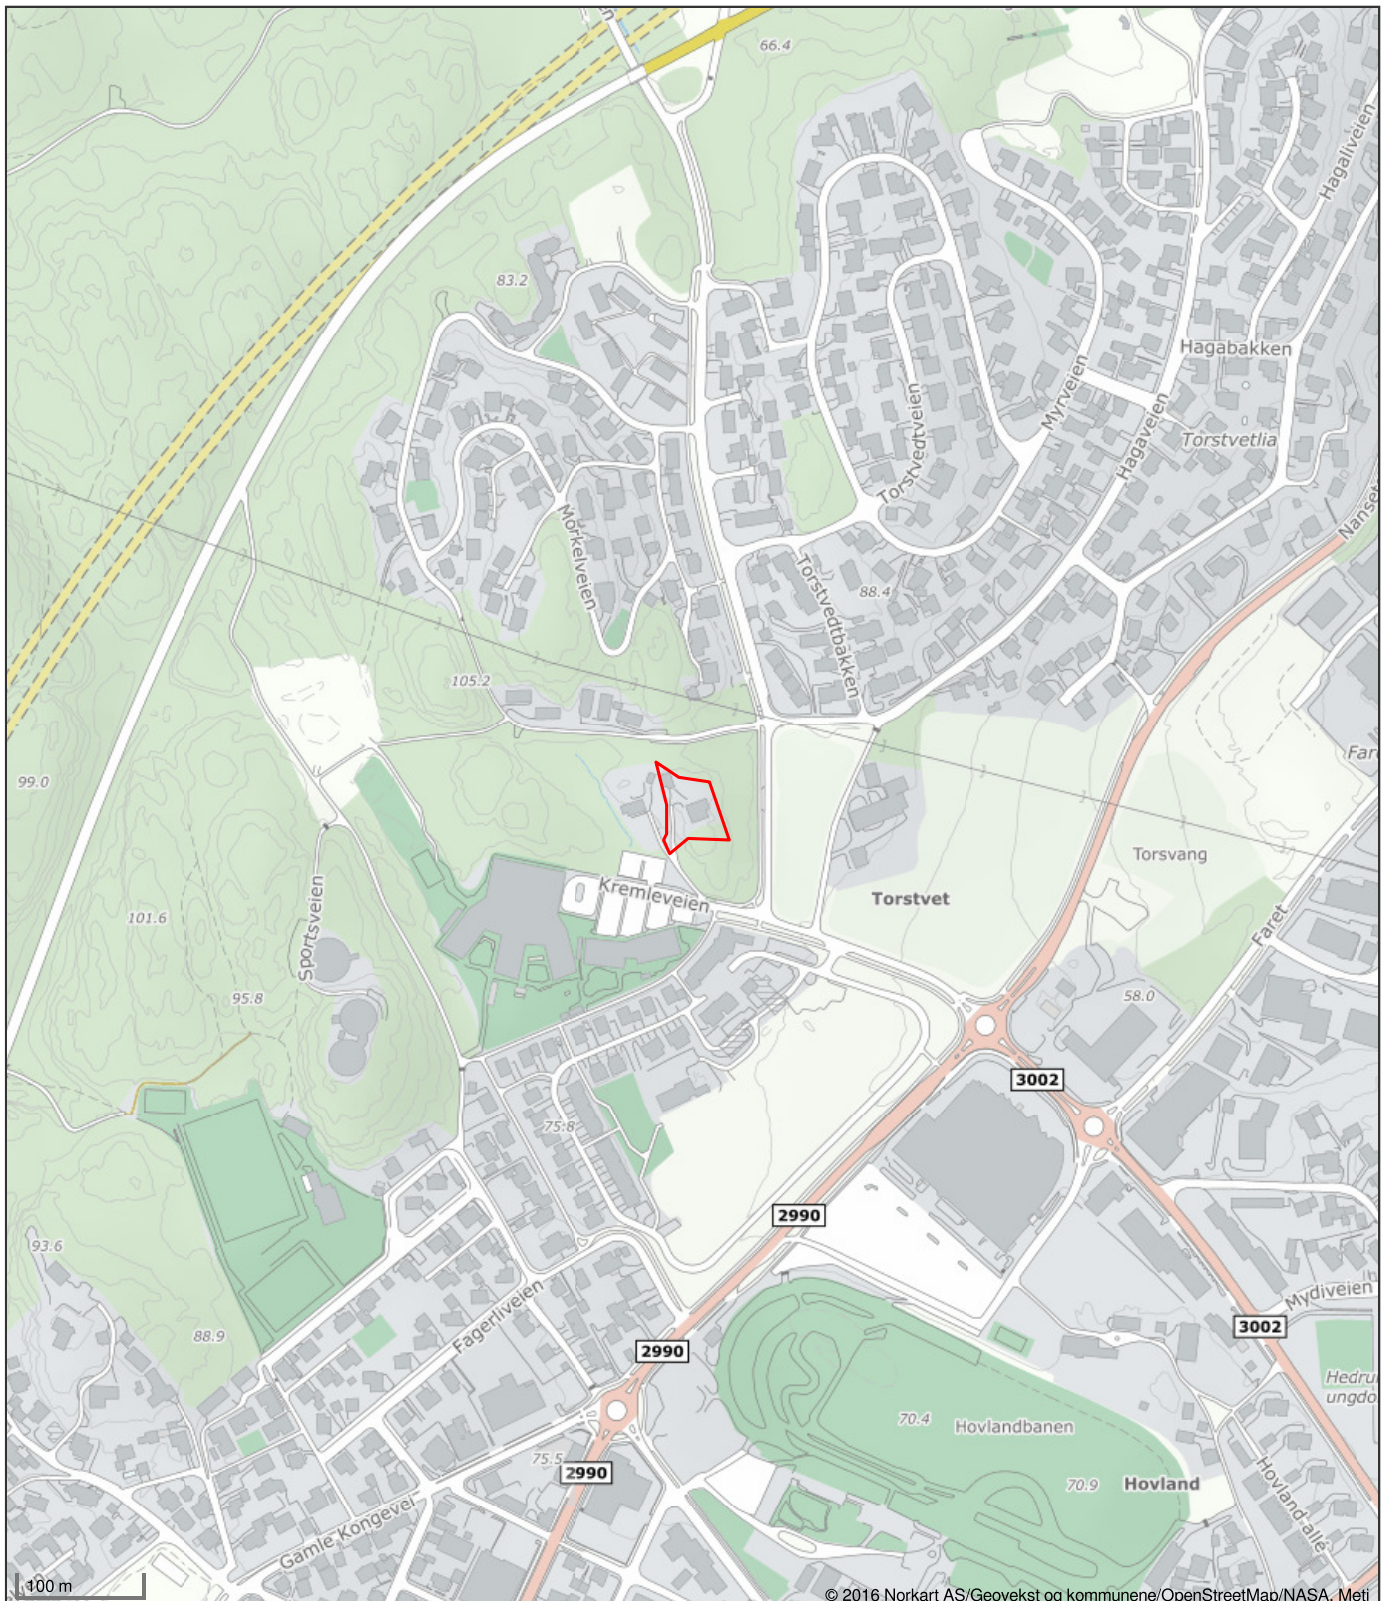 66.4
Hagaliveien
83.2
Hagabakken
Myrveien
Torstvedtveien
Hagaveien
Torstvetlia
Nanset
Morkelveien
Torstvedtbakken
88.4
105.2
99.0
Torsvang
Kremleveien
Torstvet
101.6
Sportsveien
Faret
95.8
58.0
3002
75.8
2990
93.6
Mydiveien
3002
88.9
Fagerliveien
2990
Hedru
ungdo
70.4
Hovlandbanen
75.5
2990
70.9
Hovland
Hovland allé
Gamle Kongevei
100 m
© 2016 Norkart AS/Geovekst og kommunene/OpenStreetMap/NASA, Meti